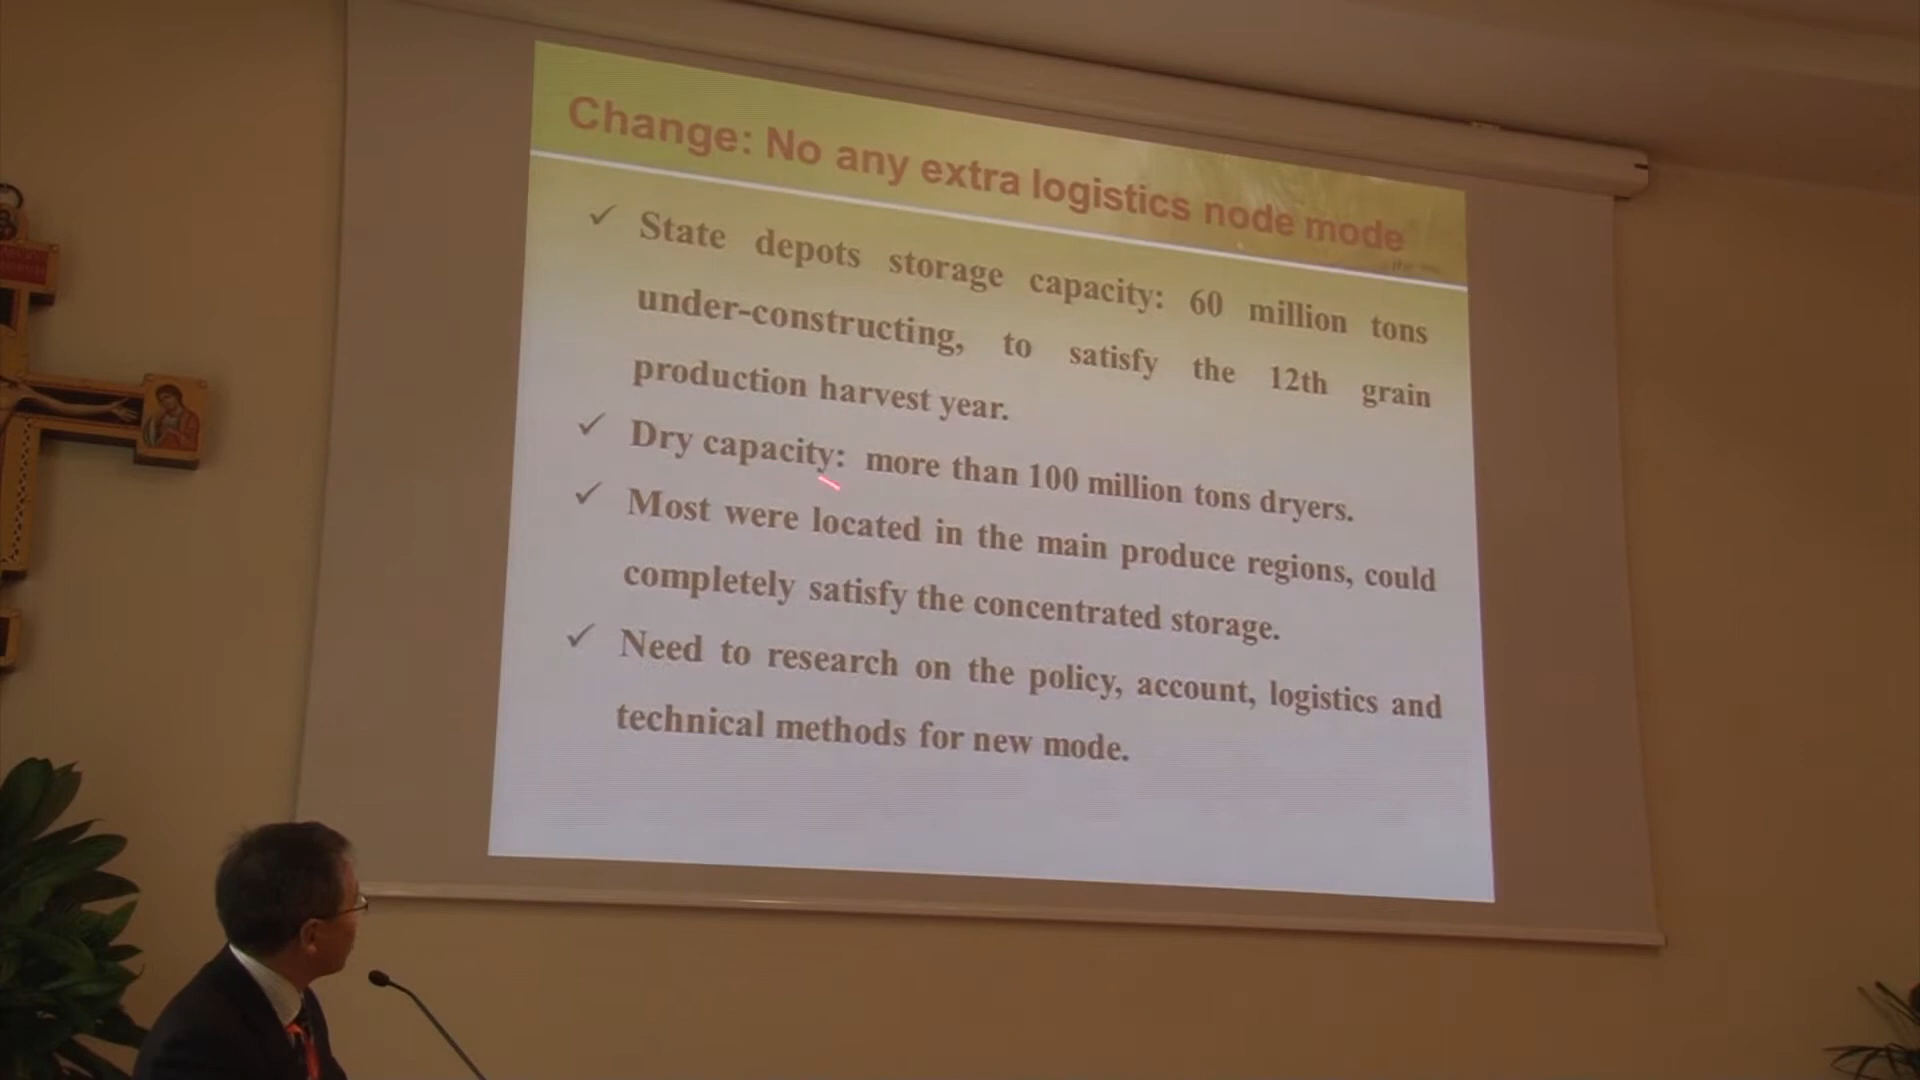 Change: No any extra logistics node mode
✓ State depots storage capacity: 60 million tons
under-constructing, to satisfy the 12th grain
production harvest year.
✓ Dry capacity: more than 100 million tons dryers.
✓ Most were located in the main produce regions, could
completely satisfy the concentrated storage.
✓ Need to research on the policy, account, logistics and
technical methods for new mode.